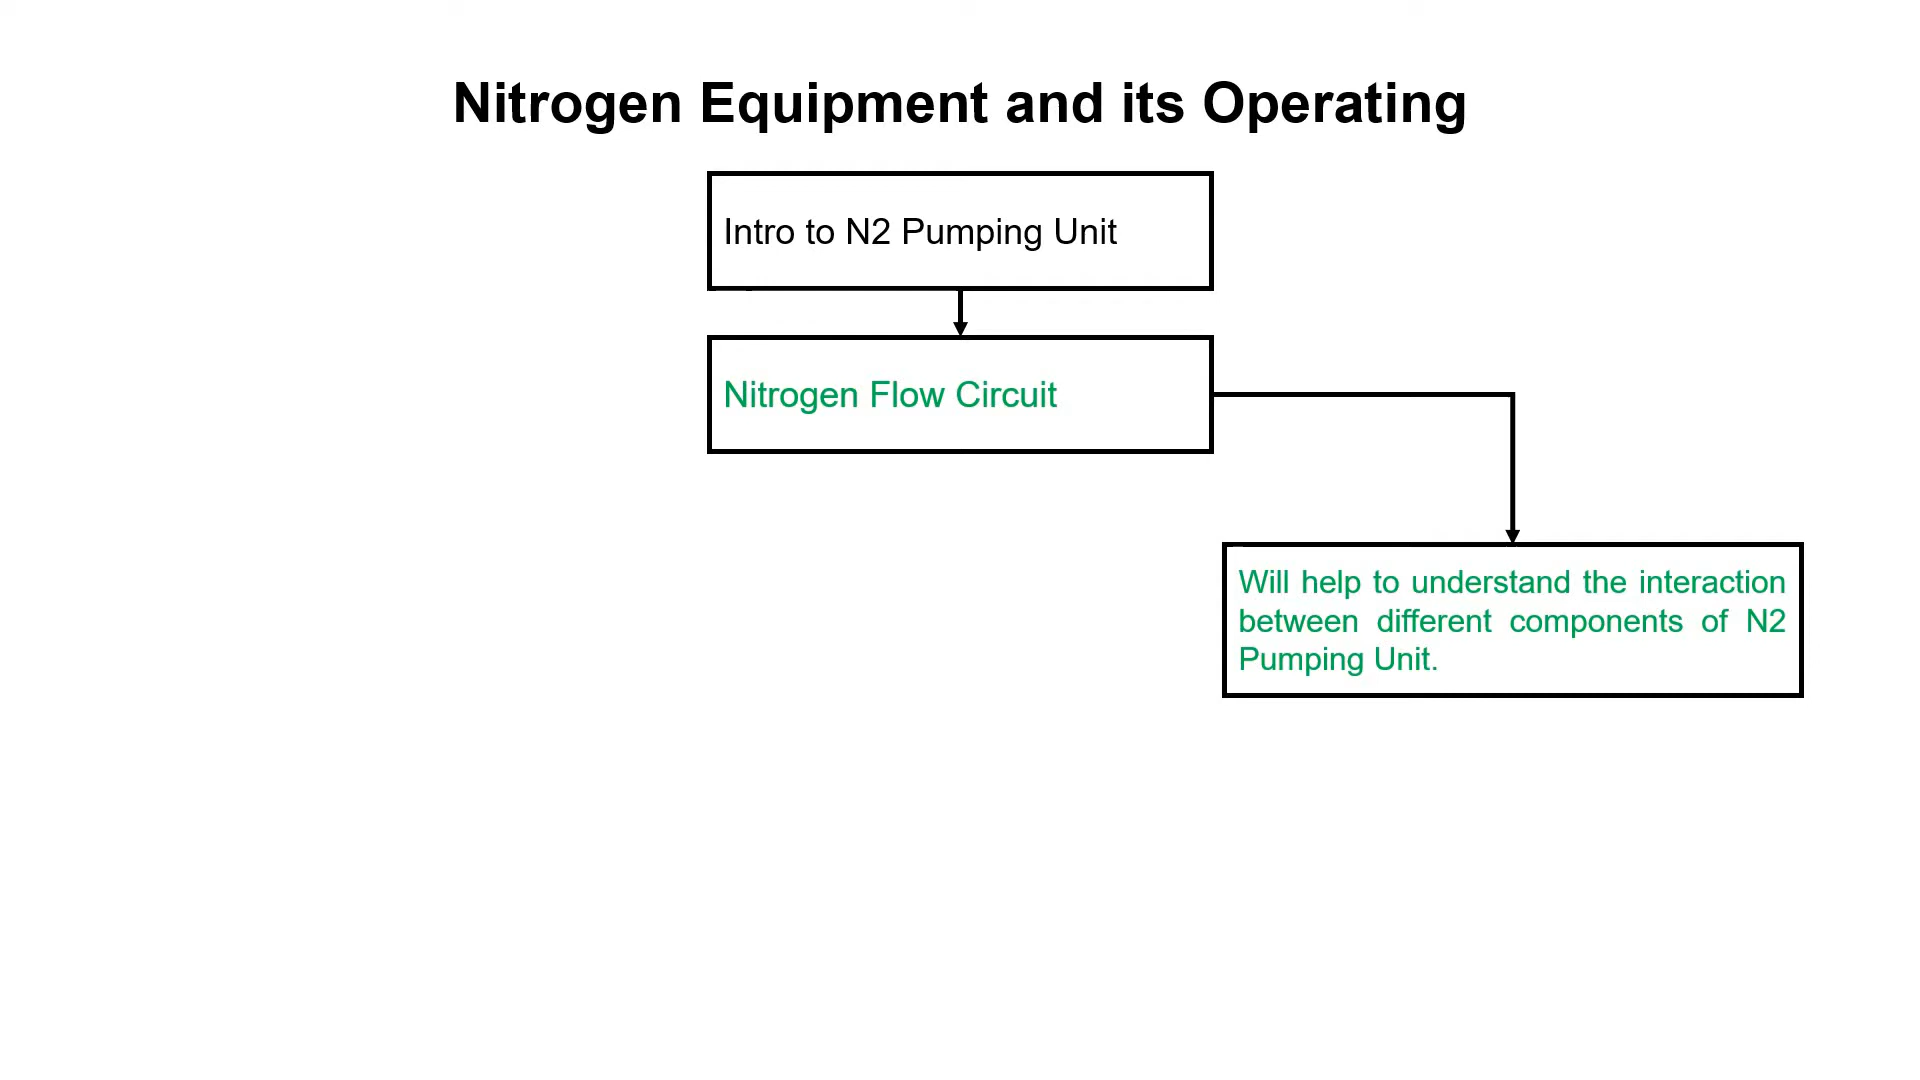 Nitrogen Equipment and its Operating
Intro to N2 Pumping Unit
Nitrogen Flow Circuit
Will help to understand the interaction
between different components of N2
Pumping Unit.